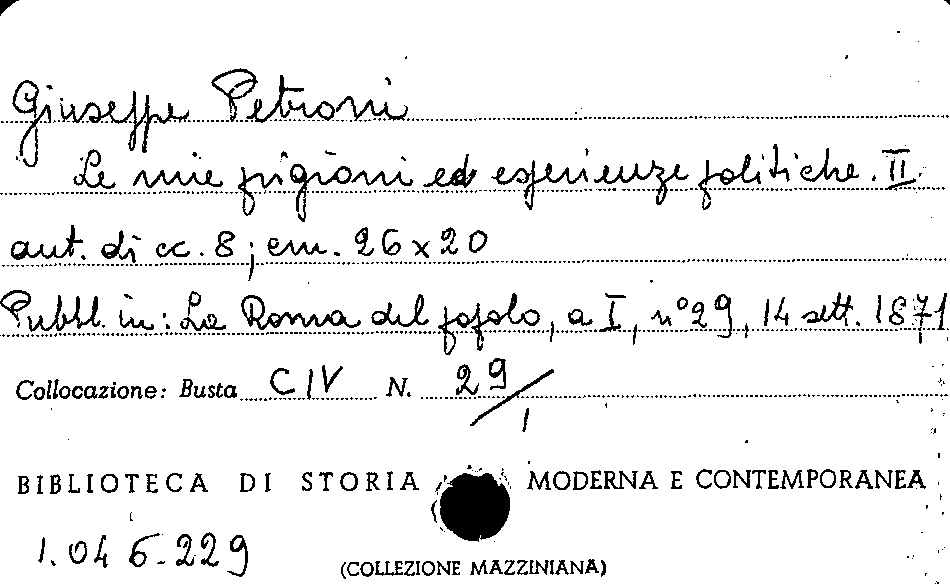 Giuseppe Petroni
Le mie prigioni ed esperienze politiche. II
aut. di cc. 8; cm. 26 x 20
Pubbl. in: La Roma del popolo, a I, n° 29, 14 sett. 1871
Collocazione: Busta CIV N. 29/1
BIBLIOTECA DI STORIA MODERNA E CONTEMPORANEA
1.046.229
(COLLEZIONE MAZZINIANA)